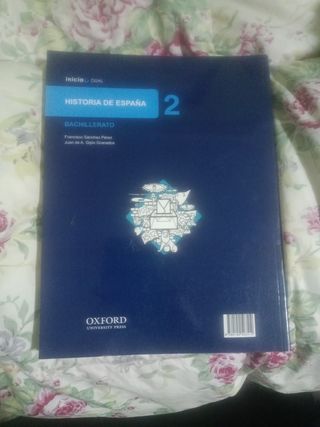 inicia DUAL
HISTORIA DE ESPAÑA 2
BACHILLERATO
Francisco Sánchez Pérez
Juan de A. Gijón Granados
OXFORD
UNIVERSITY PRESS